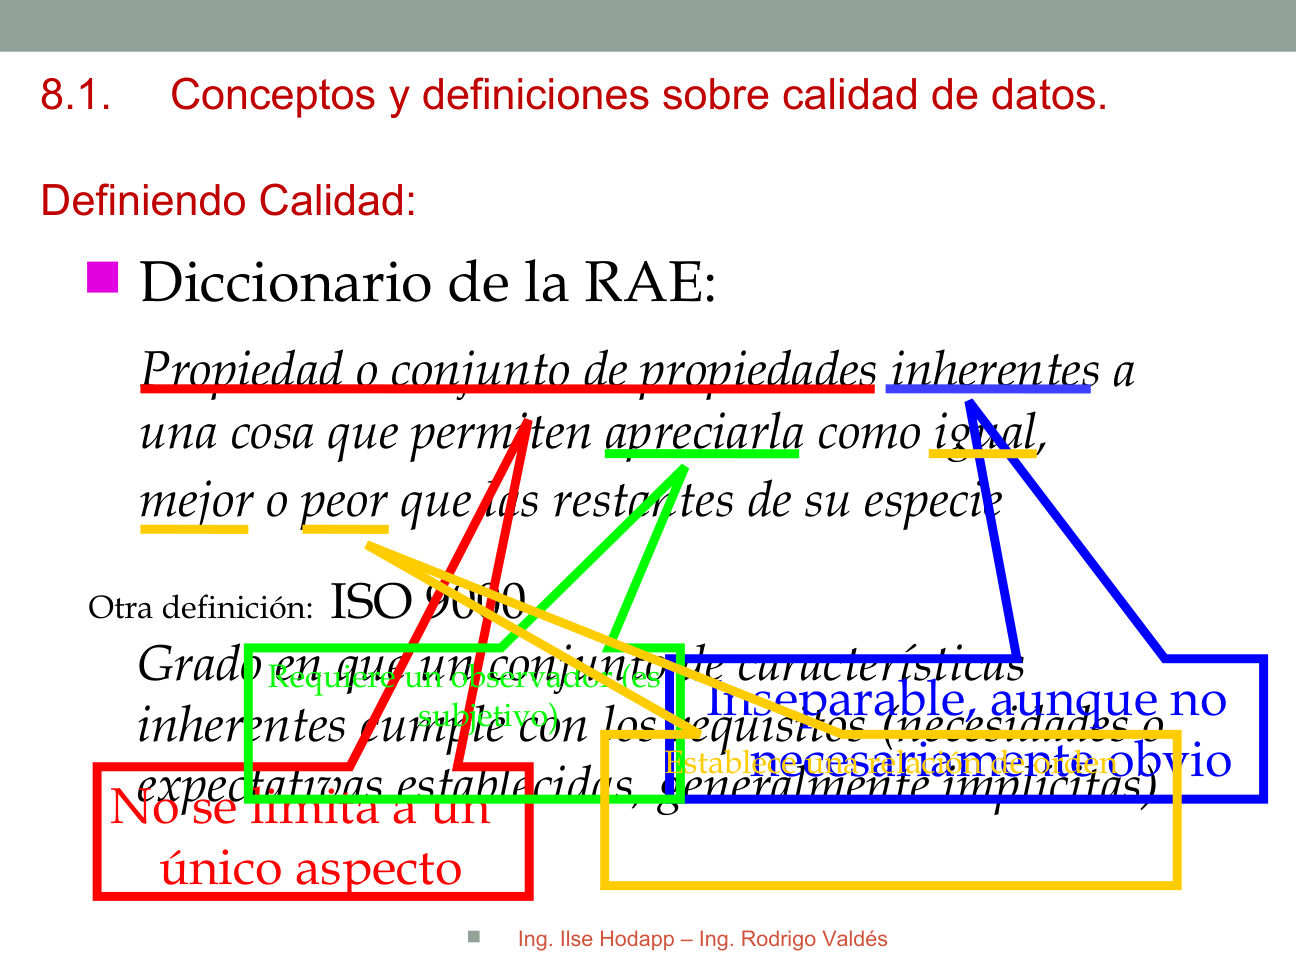 8.1. Conceptos y definiciones sobre calidad de datos.
Definiendo Calidad:
Diccionario de la RAE:
Propiedad o conjunto de propiedades inherentes a
una cosa que permiten apreciarla como igual,
mejor o peor que las restantes de su especie
Otra definición: ISO 9000
Grado en que un conjunto de características
inherentes cumple con los requisitos (necesidades o
expectativas establecidas, generalmente implícitas)
Requiere un observador (es
subjetivo)
Inseparable, aunque no
necesariamente obvio
Establece una relación de orden
No se limita a un
único aspecto
Ing. Ilse Hodapp – Ing. Rodrigo Valdés